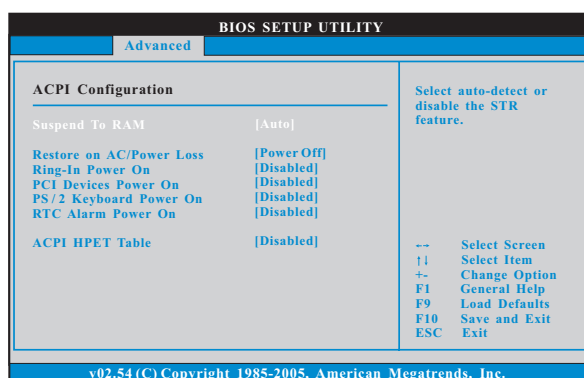 BIOS SETUP UTILITY
Advanced
ACPI Configuration
Suspend To RAM [Auto]
Restore on AC/Power Loss [Power Off]
Ring-In Power On [Disabled]
PCI Devices Power On [Disabled]
PS/2 Keyboard Power On [Disabled]
RTC Alarm Power On [Disabled]
ACPI HPET Table [Disabled]
Select auto-detect or
disable the STR
feature.
←→ Select Screen
↑↓ Select Item
+- Change Option
F1 General Help
F9 Load Defaults
F10 Save and Exit
ESC Exit
v02.54 (C) Copyright 1985-2005, American Megatrends, Inc.